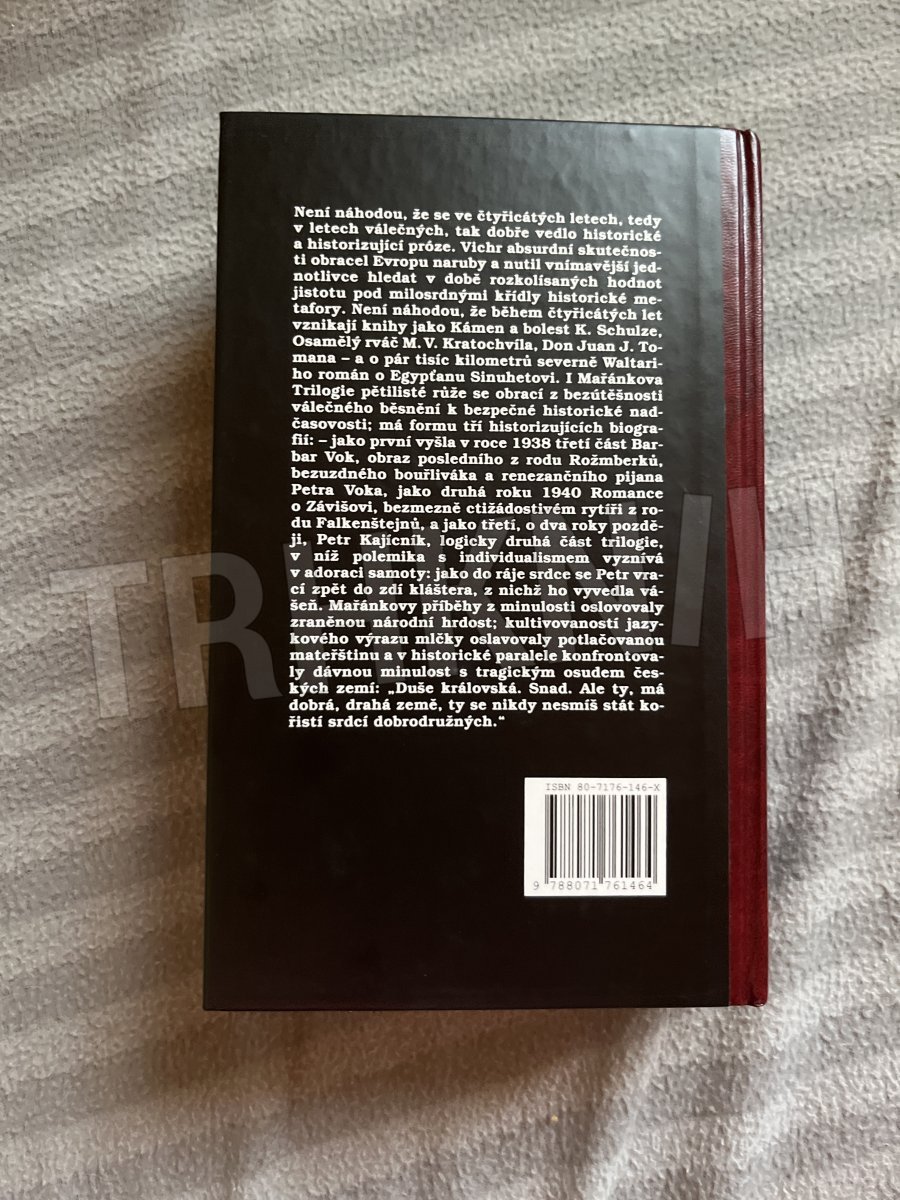 Není náhodou, že se ve čtyřicátých letech, tedy
v letech válečných, tak dobře vedlo historické
a historizující próze. Vichr absurdní skutečnos-
ti obracel Evropu naruby a nutil vnímavější jed-
notlivce hledat v době rozkolísaných hodnot
jistotu pod milosrdnými křídly historické me-
tafory. Není náhodou, že během čtyřicátých let
vznikají knihy jako Kámen a bolest K. Schulze,
Osamělý rváč M. V. Kratochvíla, Don Juan J. To-
mana – a o pár tisíc kilometrů severně Waltari-
ho román o Egypťanu Sinuhetovi. I Mařánkova
Trilogie pětilisté růže se obrací z bezútěšnosti
válečného běsnění k bezpečné historické nad-
časovosti; má formu tří historizujících biogra-
fií: – jako první vyšla v roce 1938 třetí část Bar-
bar Vok, obraz posledního z rodu Rožmberků,
bezuzdného bouřliváka a renezančního pijana
Petra Voka, jako druhá roku 1940 Romance
o Závišovi, bezmezně ctižádostivém rytíři z ro-
du Falkenštejnů, a jako třetí, o dva roky pozdě-
ji, Petr Kajícník, logicky druhá část trilogie,
v níž polemika s individualismem vyznívá
v adoraci samoty: jako do ráje srdce se Petr vra-
cí zpět do zdí kláštera, z nichž ho vyvedla vá-
šeň. Mařánkovy příběhy z minulosti oslovovaly
zraněnou národní hrdost; kultivovaností jazy-
kového výrazu mlčky oslavovaly potlačovanou
mateřštinu a v historické paralele konfrontova-
ly dávnou minulost s tragickým osudem čes-
kých zemí: „Duše královská. Snad. Ale ty, má
dobrá, drahá země, ty se nikdy nesmíš stát ko-
řistí srdcí dobrodružných.“
ISBN 80-7176-146-X
9 788071 761464